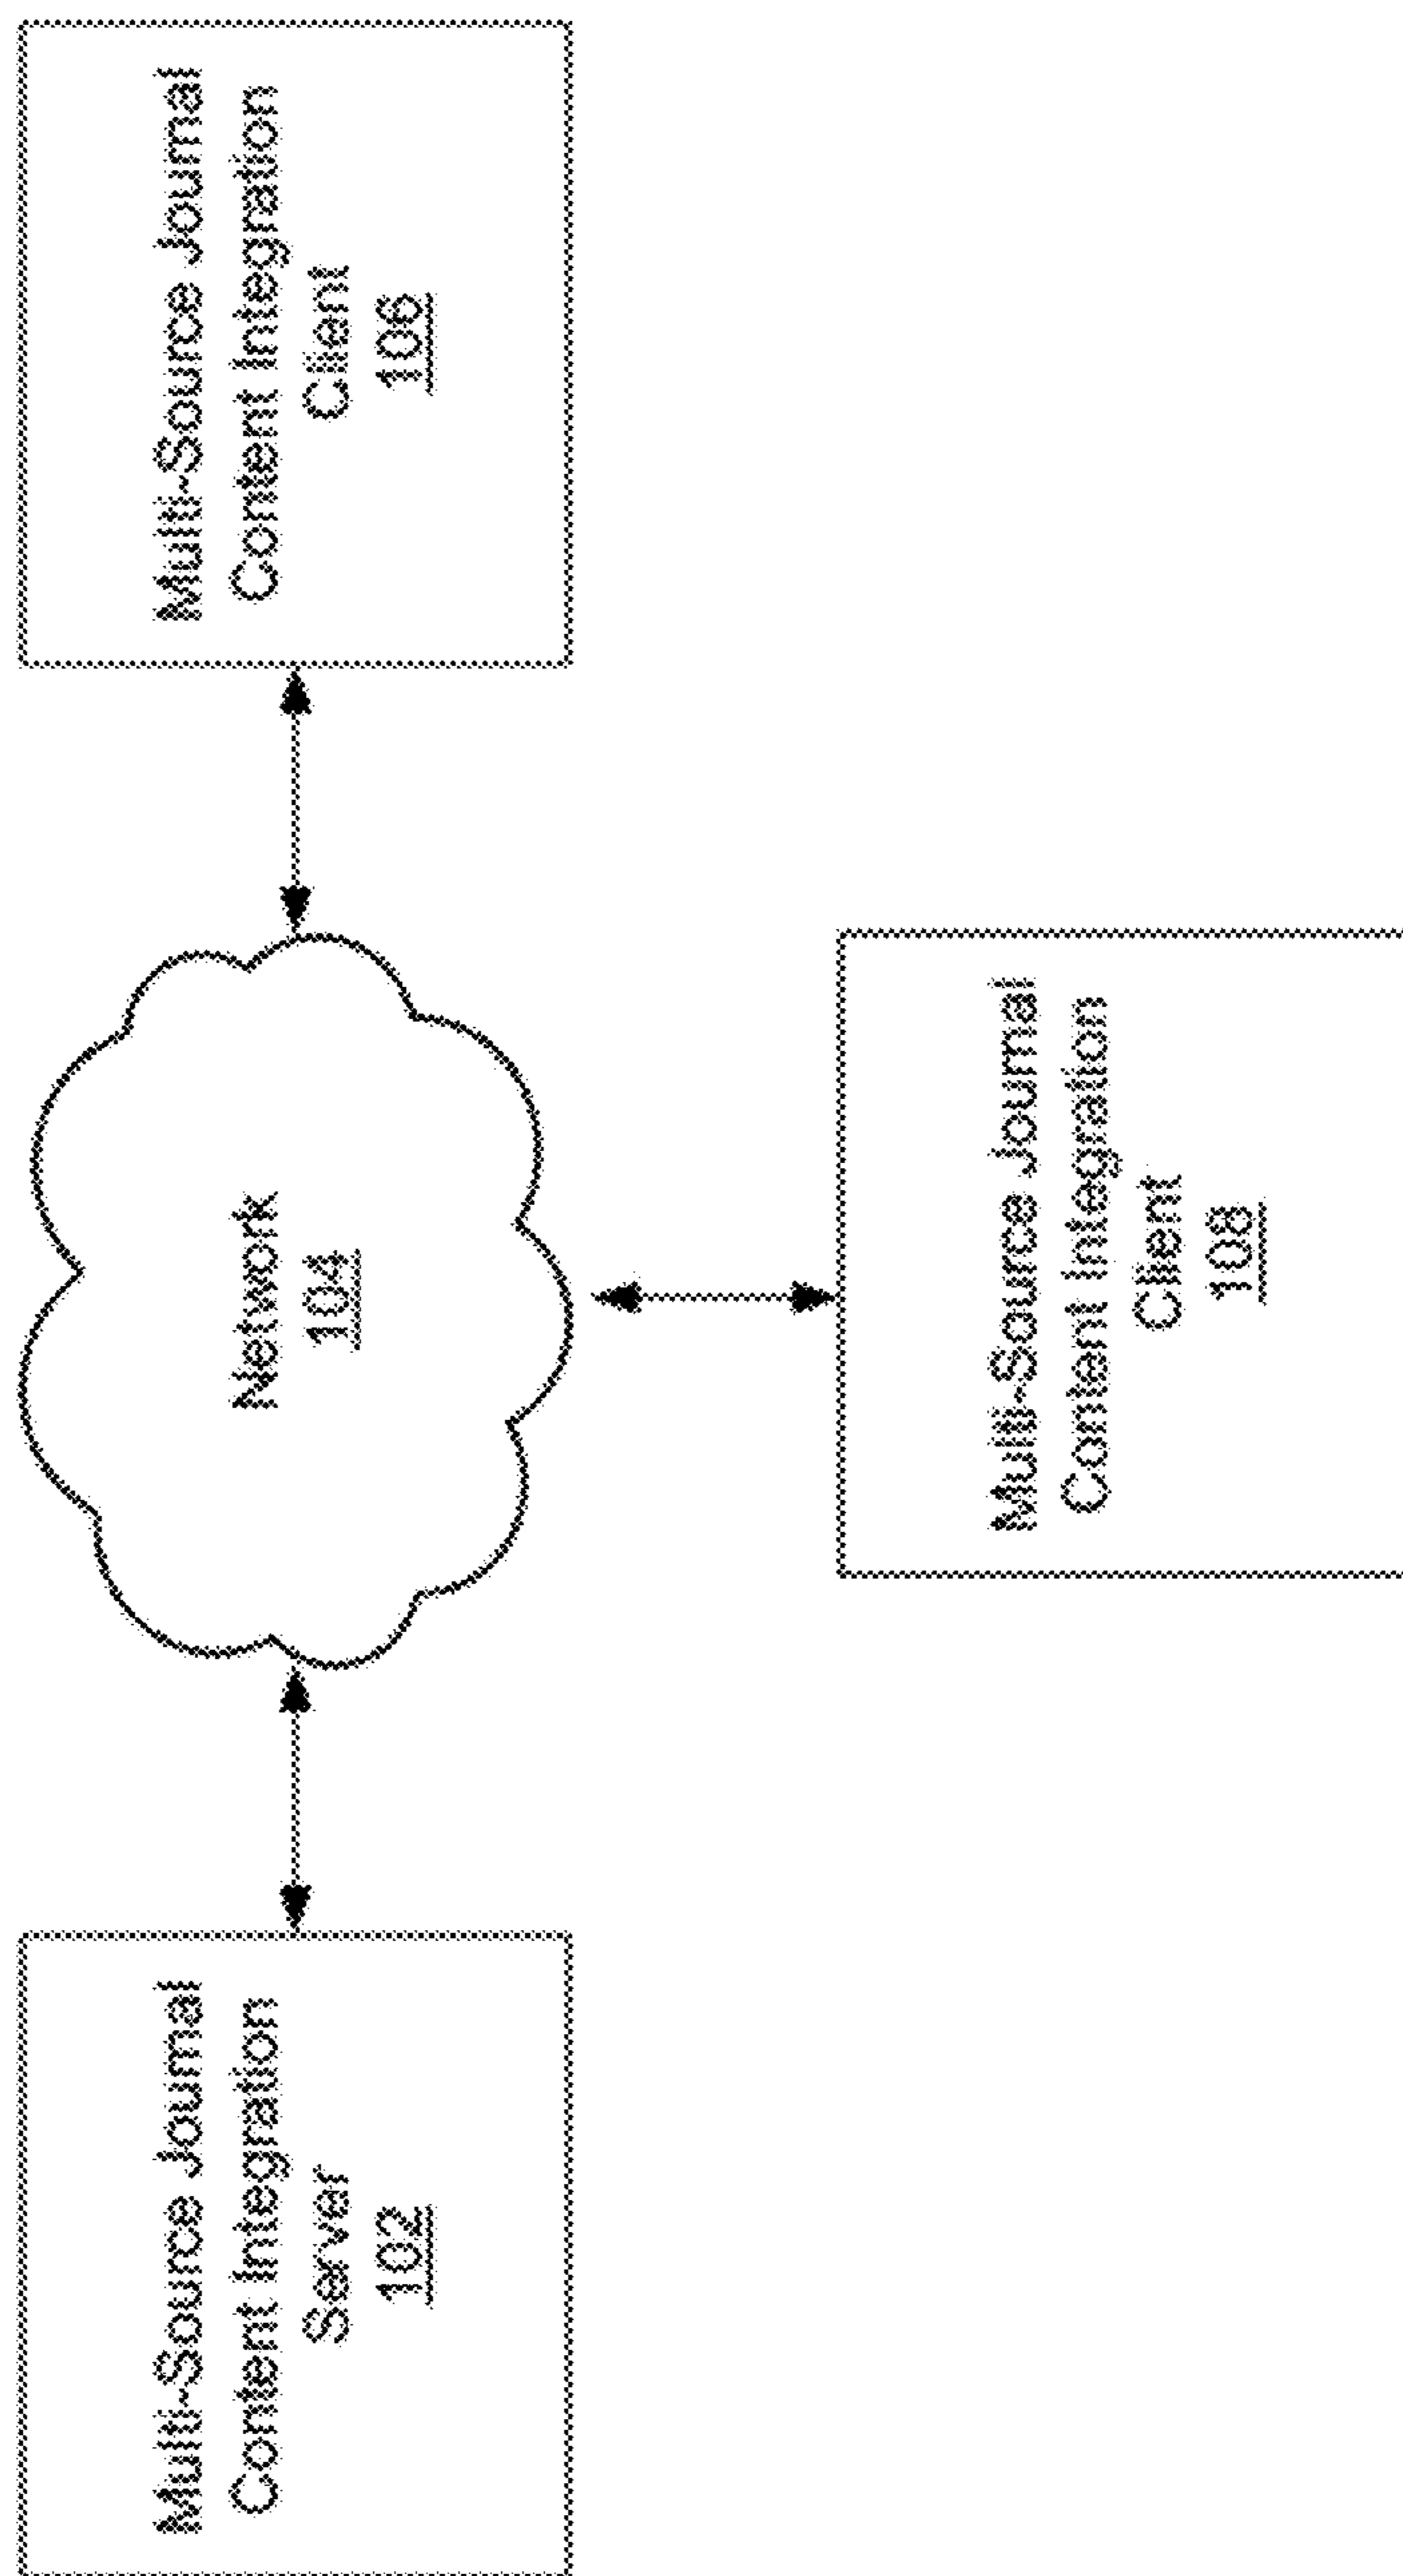 Multi-Source Journal
Content Integration
Server
102
Network
104
Multi-Source Journal
Content Integration
Client
106
Multi-Source Journal
Content Integration
Client
108